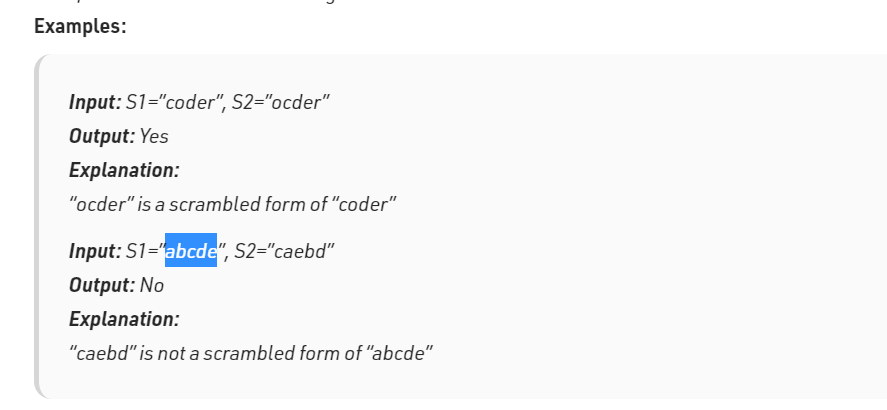 Examples:
Input: S1=”coder”, S2=”ocder”
Output: Yes
Explanation:
“ocder” is a scrambled form of “coder”
Input: S1=”abcde”, S2=”caebd”
Output: No
Explanation:
“caebd” is not a scrambled form of “abcde”